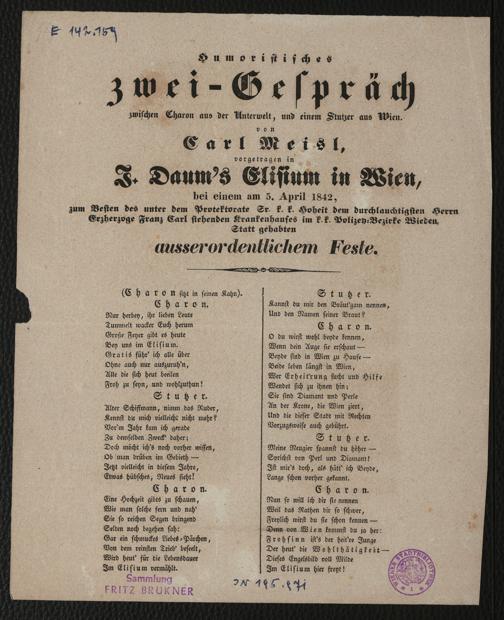 E 142.159
Humoristisches
Zwei-Gespräch
zwischen Charon aus der Unterwelt, und einem Stutzer aus Wien.
von
Carl Meisl,
vorgetragen in
J. Daum's Elisium in Wien,
bei einem am 5. April 1842,
zum Besten des unter dem Protektorate Sr. k. k. Hoheit dem durchlauchtigsten Herrn
Erzherzoge Franz Carl stehenden Krankenhauses im k. k. Polizey-Bezirke Wieden,
Statt gehabten
ausserordentlichem Feste.
(Charon sitzt in seinen Kahn).
Charon.
Nur herbey, ihr lieben Leute
Tummelt wacker Euch herum
Große Feyer gibt es heute
Bey uns im Elisium.
Gratis führ' ich alle über
Ohne auch nur auszuruh'n,
Alle die sich heut beeilen
Froh zu seyn, und wohlzuthun!
Stutzer.
Alter Schiffmann, nimm das Ruder,
Kennst du mich vielleicht nicht mehr?
Vor'm Jahr kam ich gerade
Zu demselben Zweck' daher;
Doch möcht' ich's noch vorher wissen,
Ob man drüben im Gebieth —
Jetzt vielleicht in diesem Jahre,
Etwas hübsches, Neues sieht!
Charon.
Eine Hochzeit gibts zu schauen,
Wie man solche fern und nah'
Sie so reichen Segen bringend
Selten noch begehen sah:
Gar ein schmuckes Liebes-Pärchen,
Von dem reinsten Trieb' beseelt,
Wird heut' für die Lebensdauer
Im Elisium vermählt.
Stutzer.
Kannst du mir den Bräut'gam nennen,
Und den Namen seiner Braut?
Charon.
O du wirst wohl beyde kennen,
Wenn dein Auge sie erschaut —
Beyde sind in Wien zu Hause —
Bede leben längst in Wien,
Wer Erheit'rung sucht und Hilfe
Wendet sich zu ihnen hin;
Sie sind Diamant und Perle
An der Krone, die Wien ziert,
Und die dieser Stadt mit Rechten
Vorzugsweise auch gebührt.
Stutzer.
Meine Neugier spannst du höher —
Sprichst von Perl und Diamant!
Ist mir's doch, als hätt' ich Beyde,
Lange schon vorher gekannt.
Charon.
Nun so will ich dir sie nennen
Weil das Rathen dir so schwer,
Freylich wirst du sie schon kennen —
Denn von Wien kommst du ja her:
Frohsinn ist's der heit're Junge
Der heut' die Wohlthätigkeit —
Dieses Engelsbild voll Milde
Im Elisium hier freyt!
Sammlung
FRITZ BRUKNER
JN 195.971